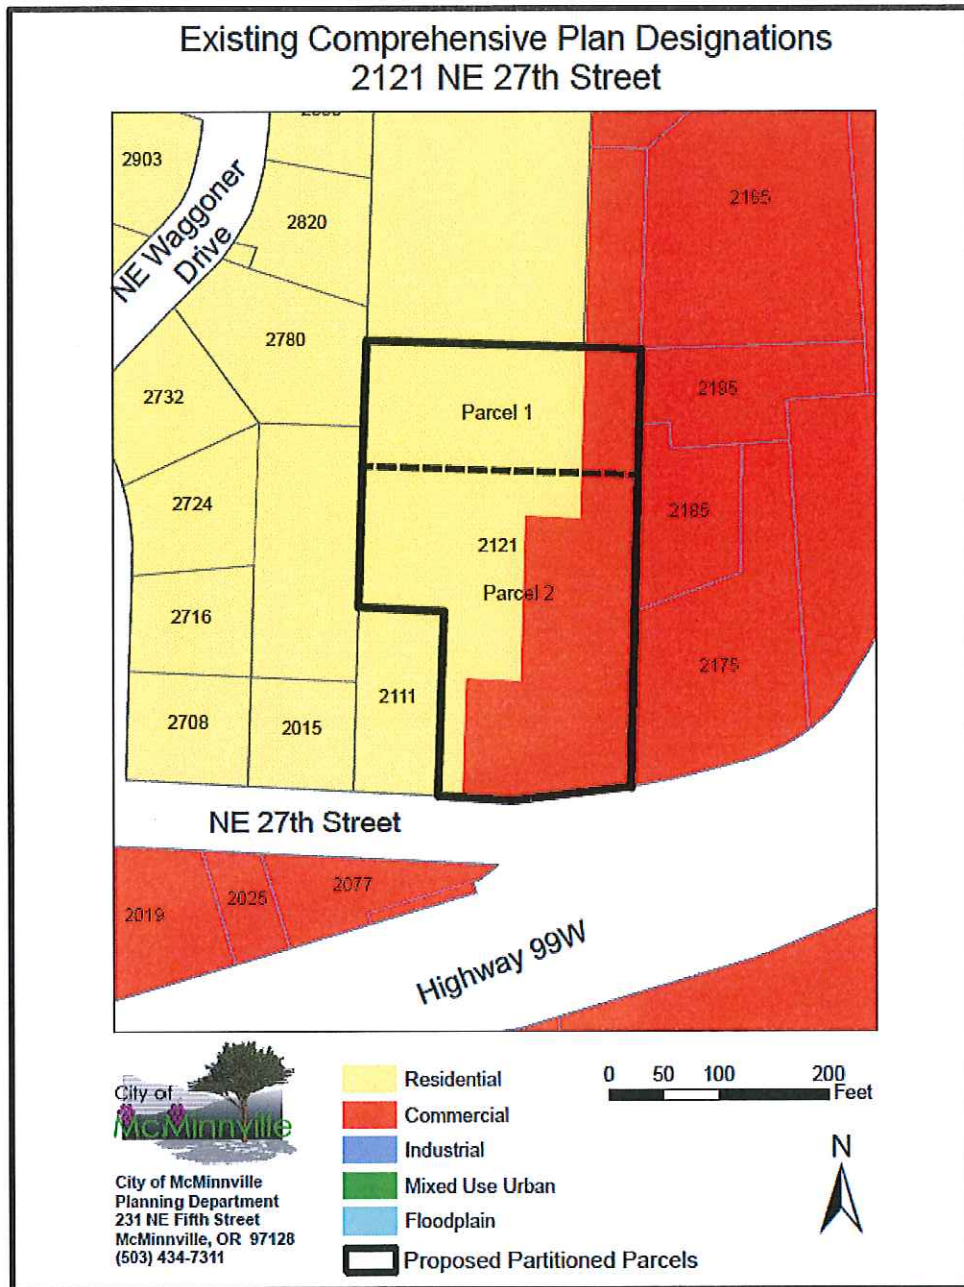 Existing Comprehensive Plan Designations
2121 NE 27th Street
2903
2820
NE Waggoner
Drive
2780
2732
2724
2716
2708
2015
2111
Parcel 1
2121
Parcel 2
2165
2195
2185
2175
NE 27th Street
2019
2025
2077
Highway 99W
City of
McMinnville
City of McMinnville
Planning Department
231 NE Fifth Street
McMinnville, OR 97128
(503) 434-7311
Residential
Commercial
Industrial
Mixed Use Urban
Floodplain
Proposed Partitioned Parcels
0 50 100 200
Feet
N